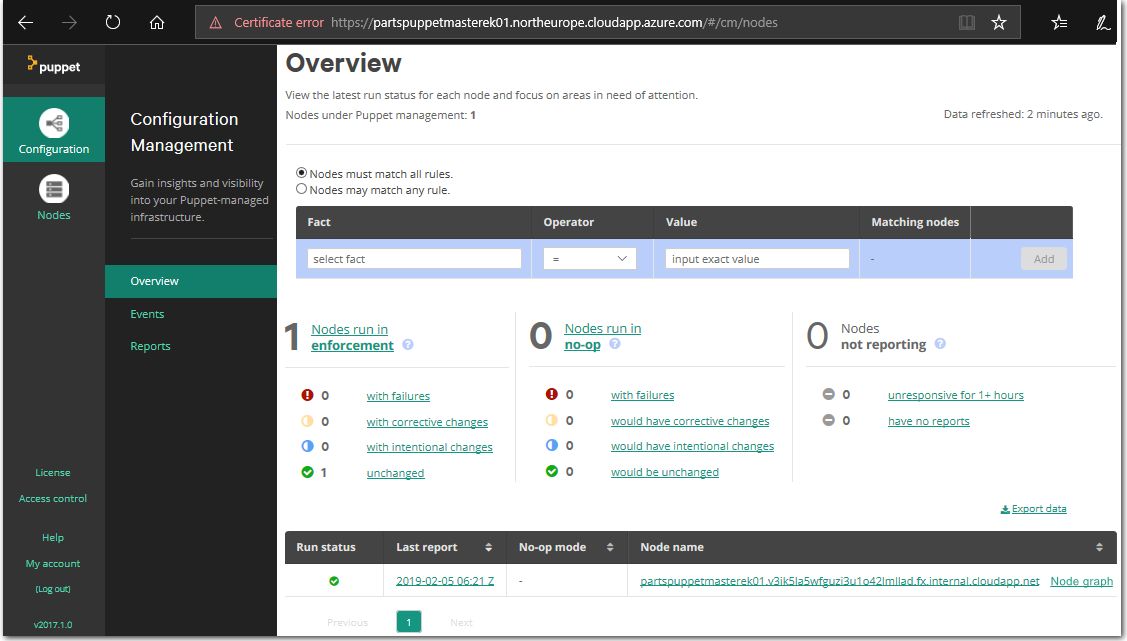 Certificate error https://partspuppetmasterek01.northeurope.cloudapp.azure.com/#/cm/nodes
puppet
Configuration
Nodes
License
Access control
Help
My account
(Log out)
v2017.1.0
Configuration
Management
Gain insights and visibility
into your Puppet-managed
infrastructure.
Overview
Events
Reports
Overview
View the latest run status for each node and focus on areas in need of attention.
Nodes under Puppet management: 1
Data refreshed: 2 minutes ago.
Nodes must match all rules.
Nodes may match any rule.
Fact Operator Value Matching nodes
select fact = input exact value - Add
1 Nodes run in
enforcement ?
0 with failures
0 with corrective changes
0 with intentional changes
1 unchanged
0 Nodes run in
no-op ?
0 with failures
0 would have corrective changes
0 would have intentional changes
0 would be unchanged
0 Nodes
not reporting ?
0 unresponsive for 1+ hours
0 have no reports
Export data
Run status Last report No-op mode Node name
2019-02-05 06:21 Z - partspuppetmasterek01.v3ik5la5wfguzi3u1o42lmllad.fx.internal.cloudapp.net Node graph
Previous 1 Next